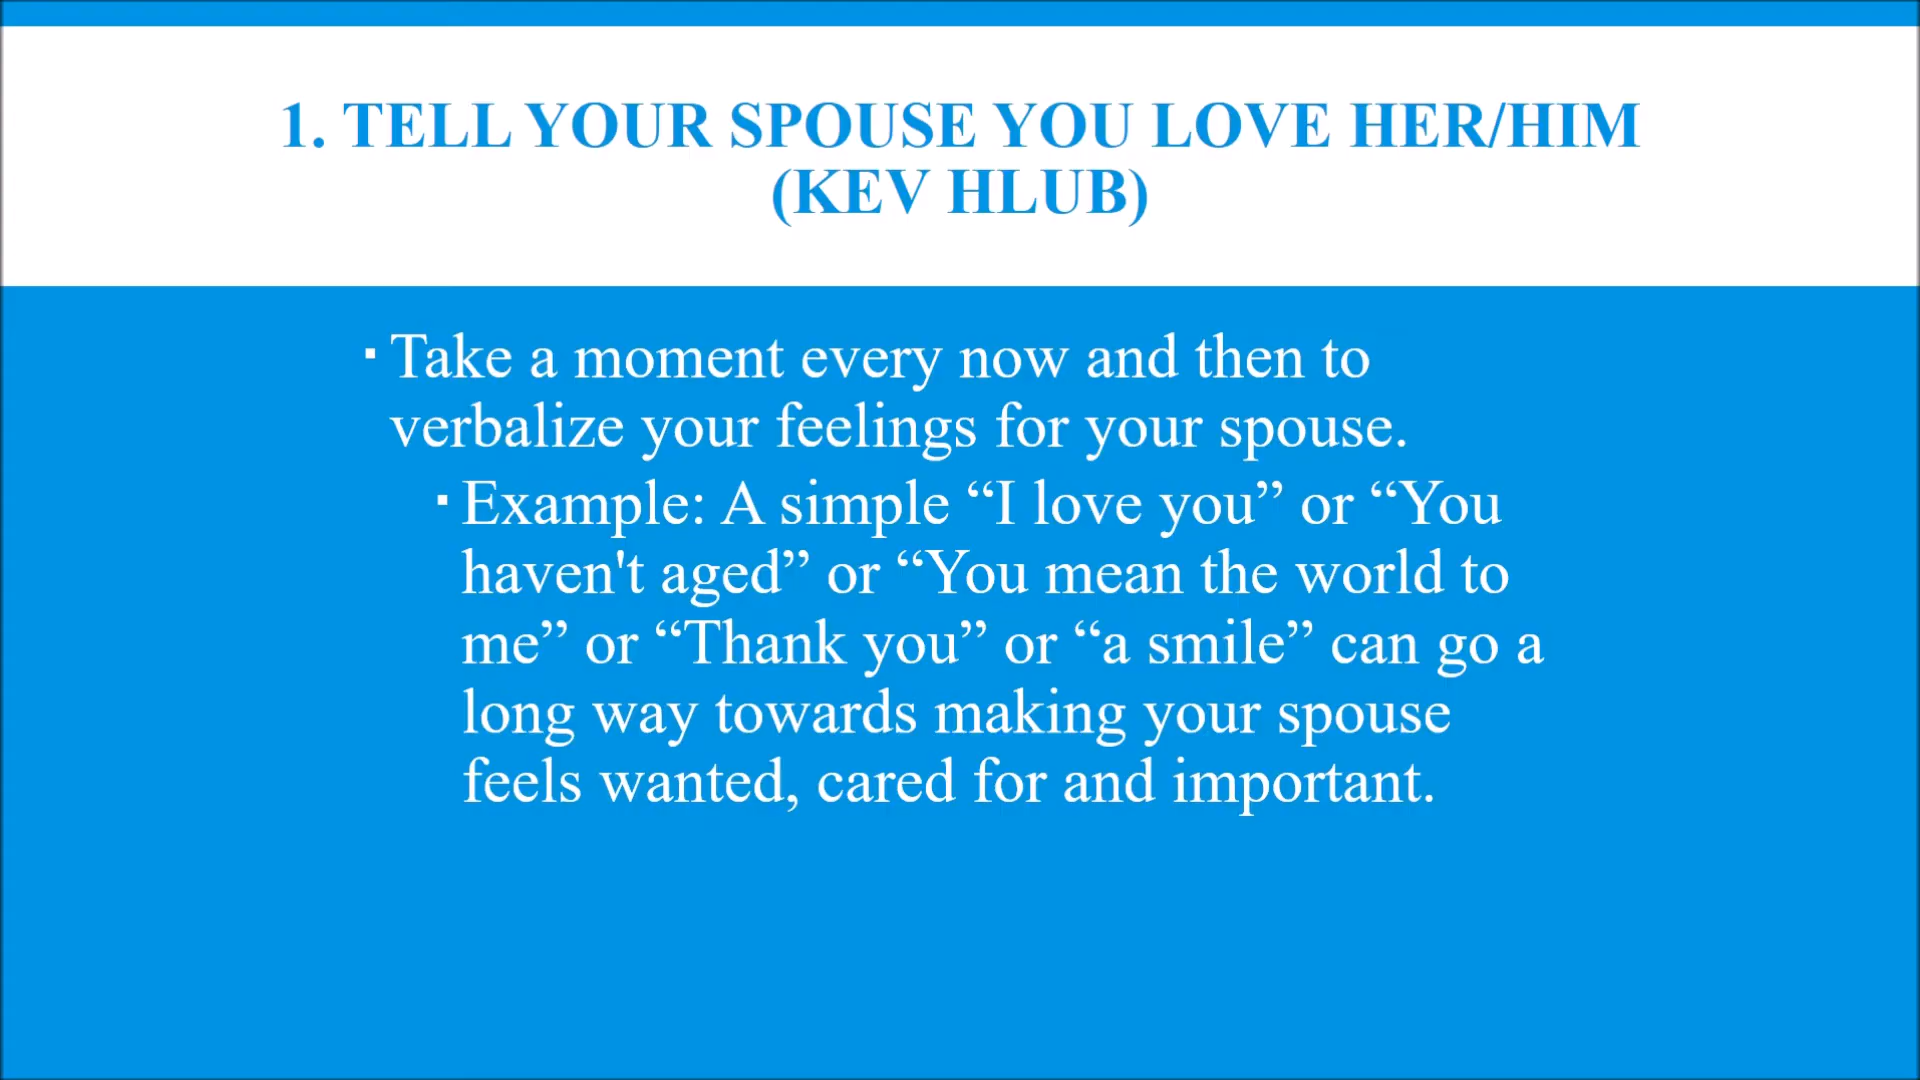 1. TELL YOUR SPOUSE YOU LOVE HER/HIM
(KEV HLUB)
▪ Take a moment every now and then to
verbalize your feelings for your spouse.
▪ Example: A simple “I love you” or “You
haven't aged” or “You mean the world to
me” or “Thank you” or “a smile” can go a
long way towards making your spouse
feels wanted, cared for and important.